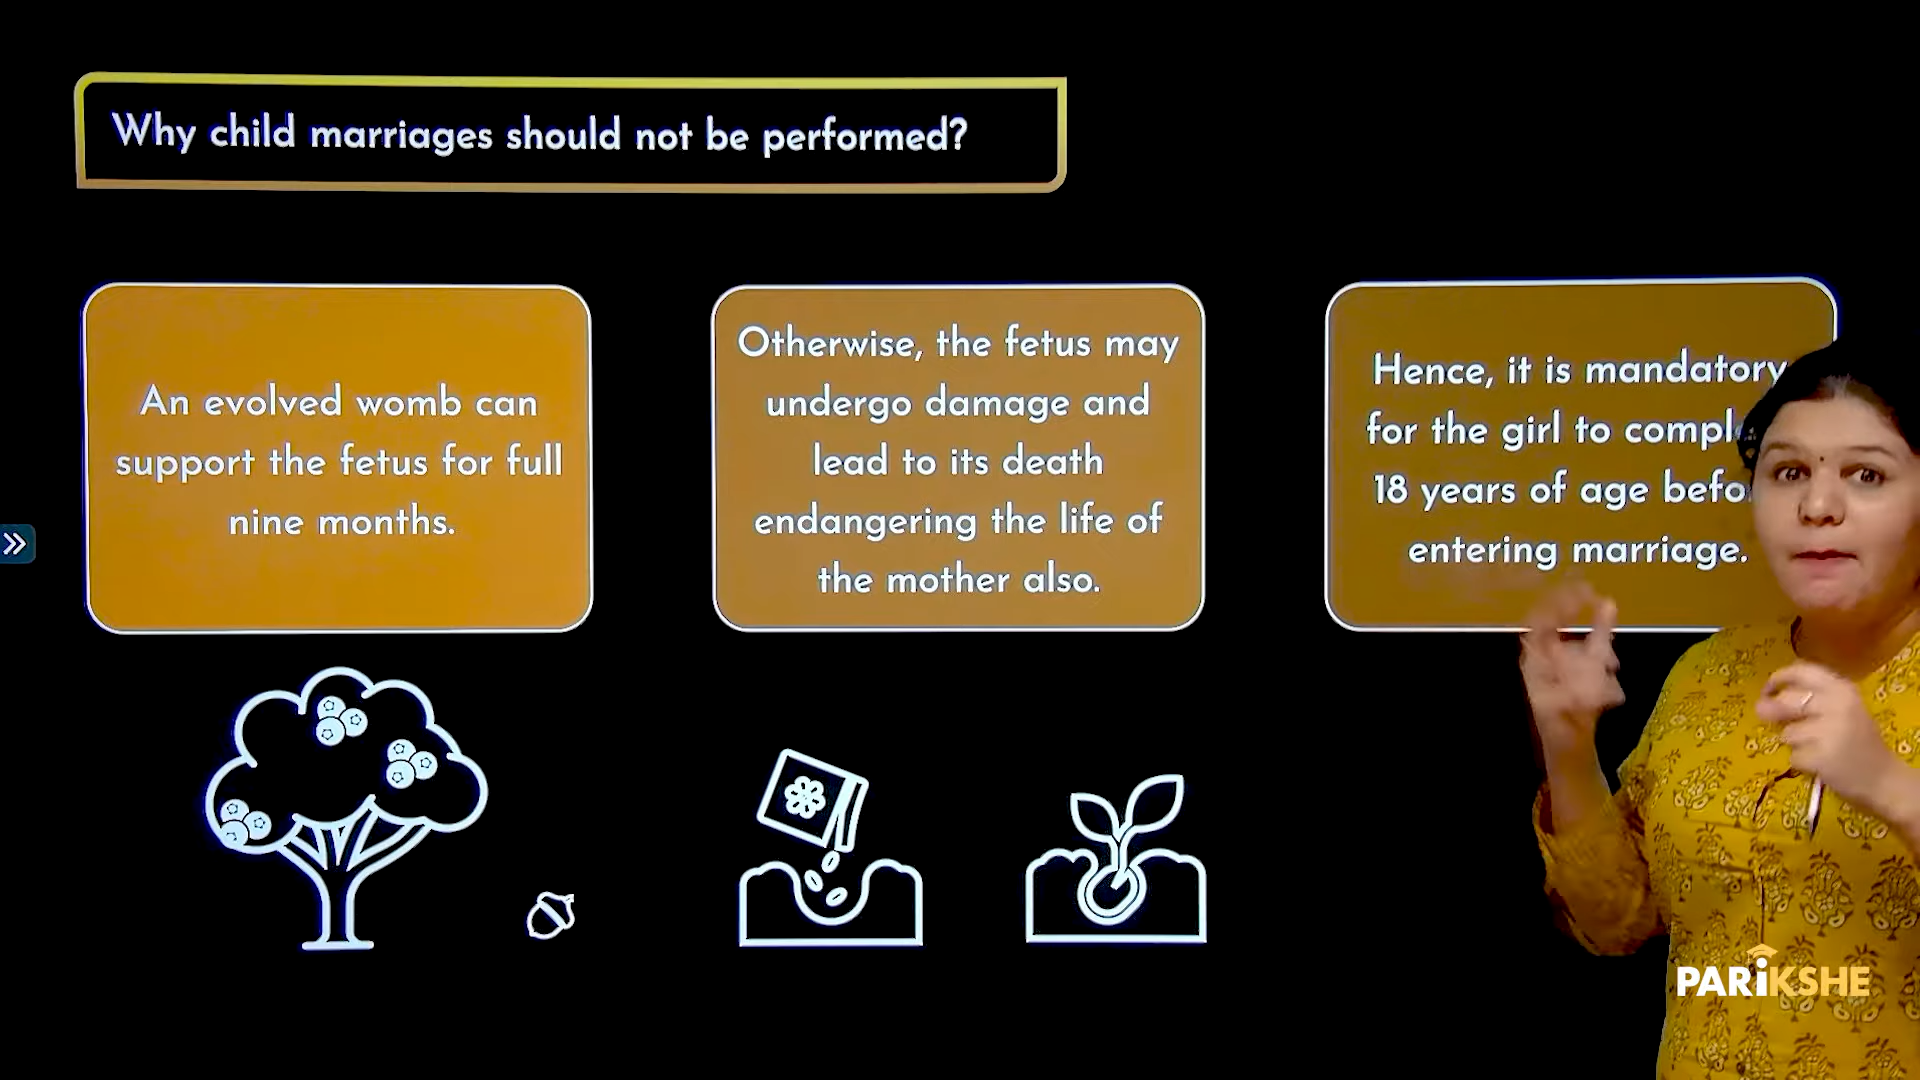 Why child marriages should not be performed?
An evolved womb can
support the fetus for full
nine months.
Otherwise, the fetus may
undergo damage and
lead to its death
endangering the life of
the mother also.
Hence, it is mandatory
for the girl to
18 years of age
entering marriage.
PARIKSHE